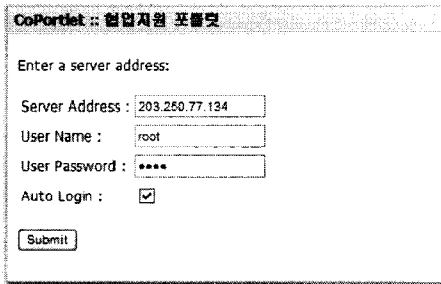 CoPortlet :: 협업지원 포틀릿
Enter a server address:
Server Address : 203.250.77.134
User Name : root
User Password : ••••
Auto Login :
Submit